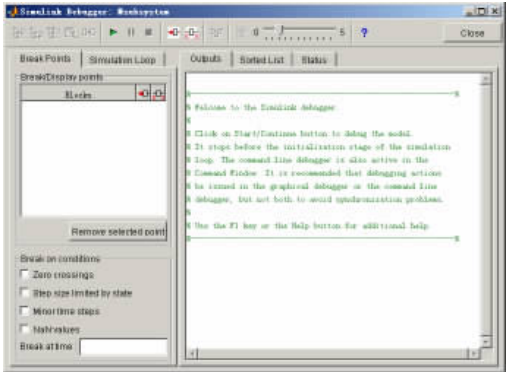 Simulink Debugger: Monksystem
0
5
?
Close
Break Points
Simulation Loop
Outputs
Sorted List
Status
Break/Display points
Blocks
%----------%
% Welcome to the Simulink debugger
%
% Click on Start/Continue button to debug the model.
% It stops before the initialization stage of the simulation
% loop. The command line debugger is also active in the
% Command Window. It is recommended that debugging actions
% be issued in the graphical debugger or the command line
% debugger, but not both to avoid synchronization problems.
%
% Use the F1 key or the Help button for additional help.
%----------%
Remove selected point
Break on conditions
Zero crossings
Step size limited by state
Minor time steps
NaN values
Break at time